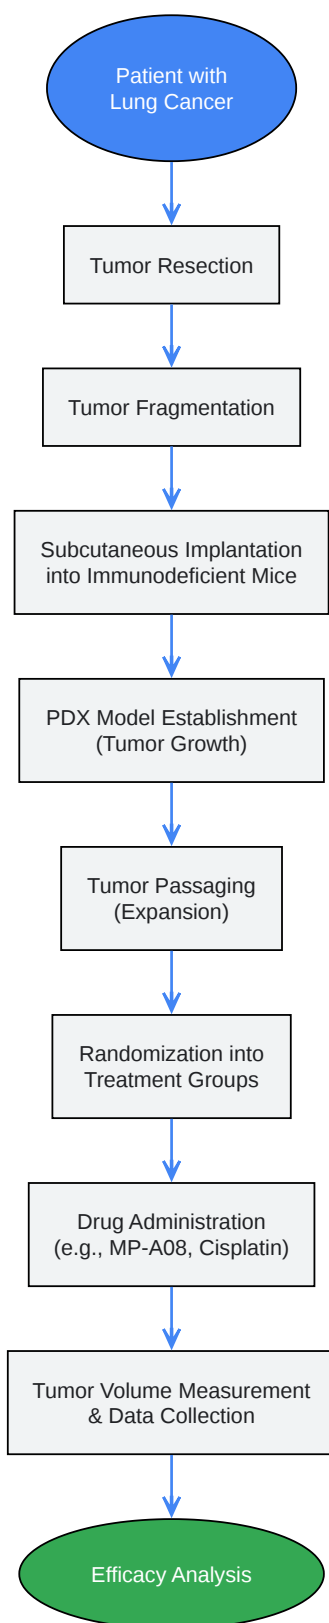 Patient with
Lung Cancer
Tumor Resection
Tumor Fragmentation
Subcutaneous Implantation
into Immunodeficient Mice
PDX Model Establishment
(Tumor Growth)
Tumor Passaging
(Expansion)
Randomization into
Treatment Groups
Drug Administration
(e.g., MP-A08, Cisplatin)
Tumor Volume Measurement
& Data Collection
Efficacy Analysis